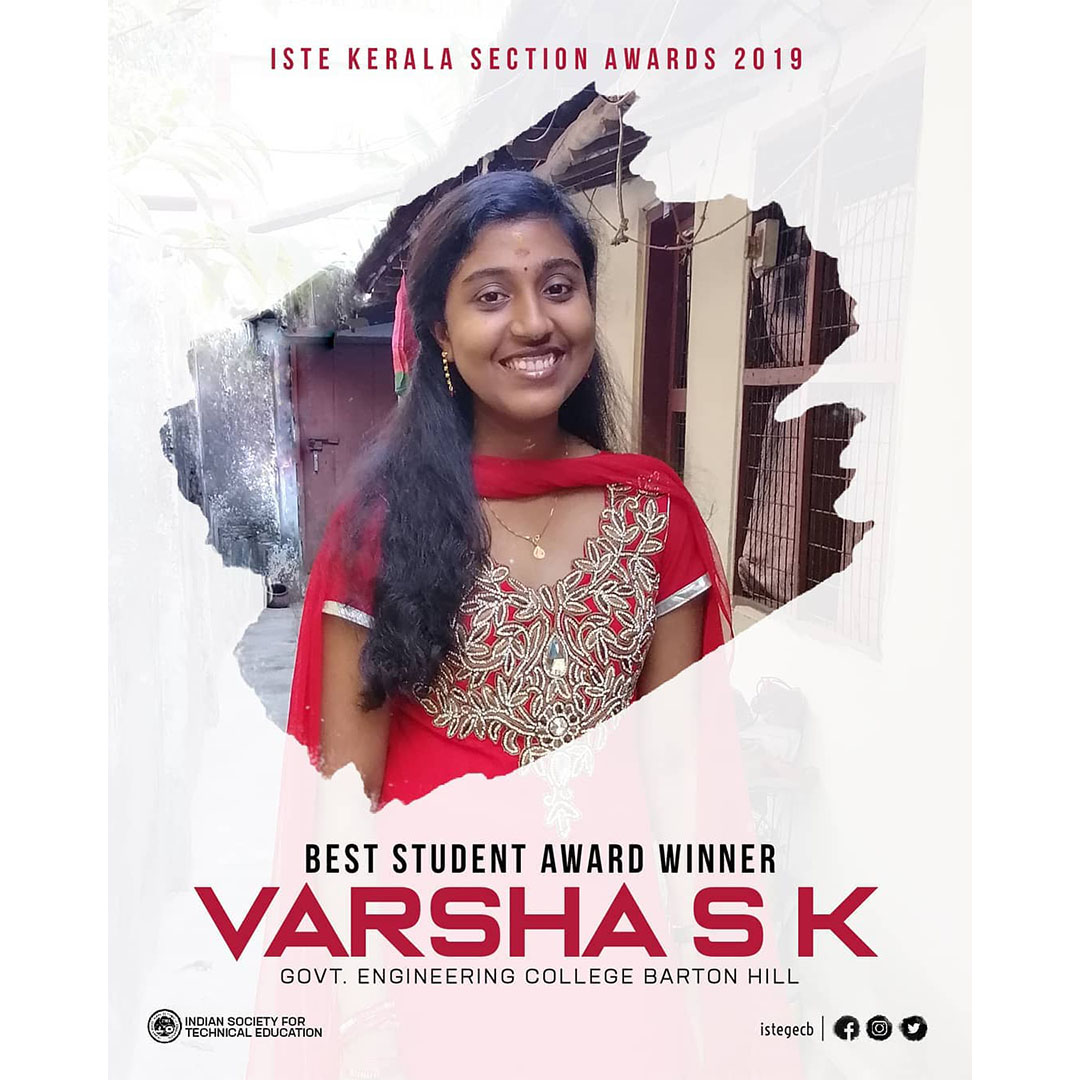 ISTE KERALA SECTION AWARDS 2019
BEST STUDENT AWARD WINNER
VARSHA S K
GOVT. ENGINEERING COLLEGE BARTON HILL
INDIAN SOCIETY FOR
TECHNICAL EDUCATION
istegecb